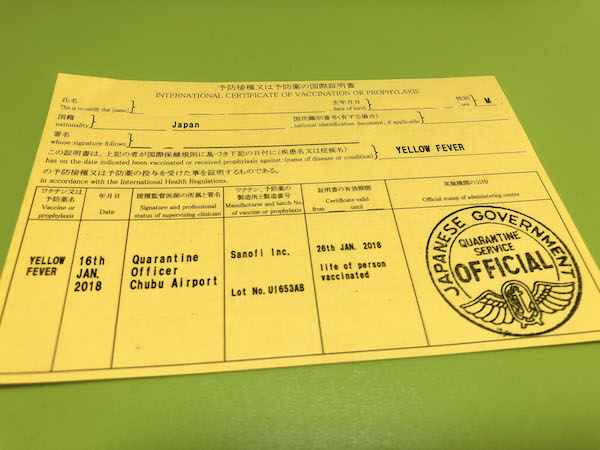 予防接種又は予防薬の国際証明書
INTERNATIONAL CERTIFICATE OF VACCINATION OR PROPHYLAXIS
氏名
This is to certify that [name]
生年月日
, date of birth
性別
, sex
M
国籍
nationality
Japan
国民識別番号(有する場合)
, national identification document, if applicable
署名
whose signature follows
この証明書は、上記の者が国際保健規則に基づき下記の日付に(疾患名又は症候名)
has on the date indicated been vaccinated or received prophylaxis against: (name of disease or condition)
YELLOW FEVER
の予防接種又は予防薬の投与を受けた事を証明するものである。
in accordance with the International Health Regulations.
ワクチン又は
予防薬名
Vaccine or
prophylaxis
年月日
Date
接種監督医師の所属と署名
Signature and professional
status of supervising clinician
ワクチン、予防薬の
製造所と製造番号
Manufacturer and batch No.
of vaccine or prophylaxis
証明書の有効期間
Certificate valid
from
until
実施機関の公印
Official stamp of administering centre
YELLOW
FEVER
16th
JAN.
2018
Quarantine
Officer
Chubu Airport
Sanofi Inc.
Lot No.U1653AB
26th JAN. 2018
life of person
vaccinated
JAPANESE GOVERNMENT
QUARANTINE
SERVICE
OFFICIAL